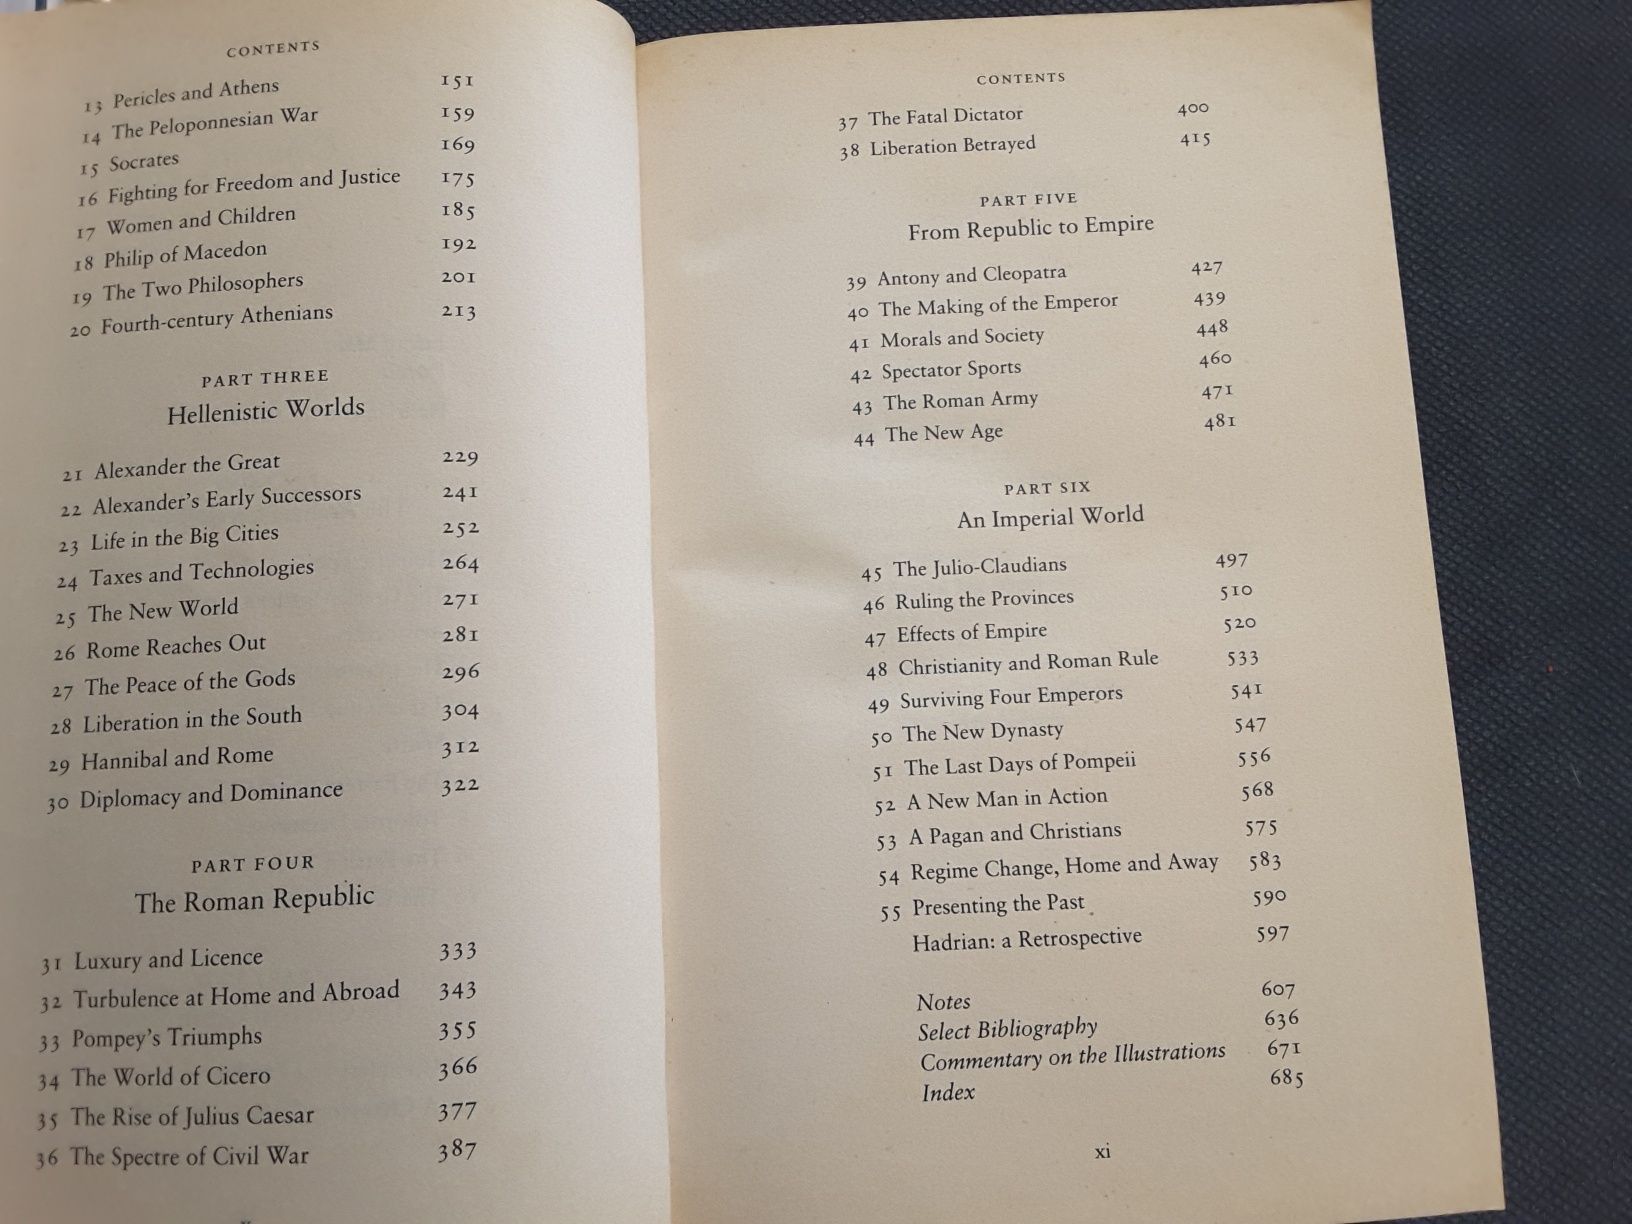 CONTENTS
13 Pericles and Athens 151
14 The Peloponnesian War 159
15 Socrates 169
16 Fighting for Freedom and Justice 175
17 Women and Children 185
18 Philip of Macedon 192
19 The Two Philosophers 201
20 Fourth-century Athenians 213
PART THREE
Hellenistic Worlds
21 Alexander the Great 229
22 Alexander's Early Successors 241
23 Life in the Big Cities 252
24 Taxes and Technologies 264
25 The New World 271
26 Rome Reaches Out 281
27 The Peace of the Gods 296
28 Liberation in the South 304
29 Hannibal and Rome 312
30 Diplomacy and Dominance 322
PART FOUR
The Roman Republic
31 Luxury and Licence 333
32 Turbulence at Home and Abroad 343
33 Pompey's Triumphs 355
34 The World of Cicero 366
35 The Rise of Julius Caesar 377
36 The Spectre of Civil War 387
CONTENTS
37 The Fatal Dictator 400
38 Liberation Betrayed 415
PART FIVE
From Republic to Empire
39 Antony and Cleopatra 427
40 The Making of the Emperor 439
41 Morals and Society 448
42 Spectator Sports 460
43 The Roman Army 471
44 The New Age 481
PART SIX
An Imperial World
45 The Julio-Claudians 497
46 Ruling the Provinces 510
47 Effects of Empire 520
48 Christianity and Roman Rule 533
49 Surviving Four Emperors 541
50 The New Dynasty 547
51 The Last Days of Pompeii 556
52 A New Man in Action 568
53 A Pagan and Christians 575
54 Regime Change, Home and Away 583
55 Presenting the Past 590
Hadrian: a Retrospective 597
Notes 607
Select Bibliography 636
Commentary on the Illustrations 671
Index 685
xi